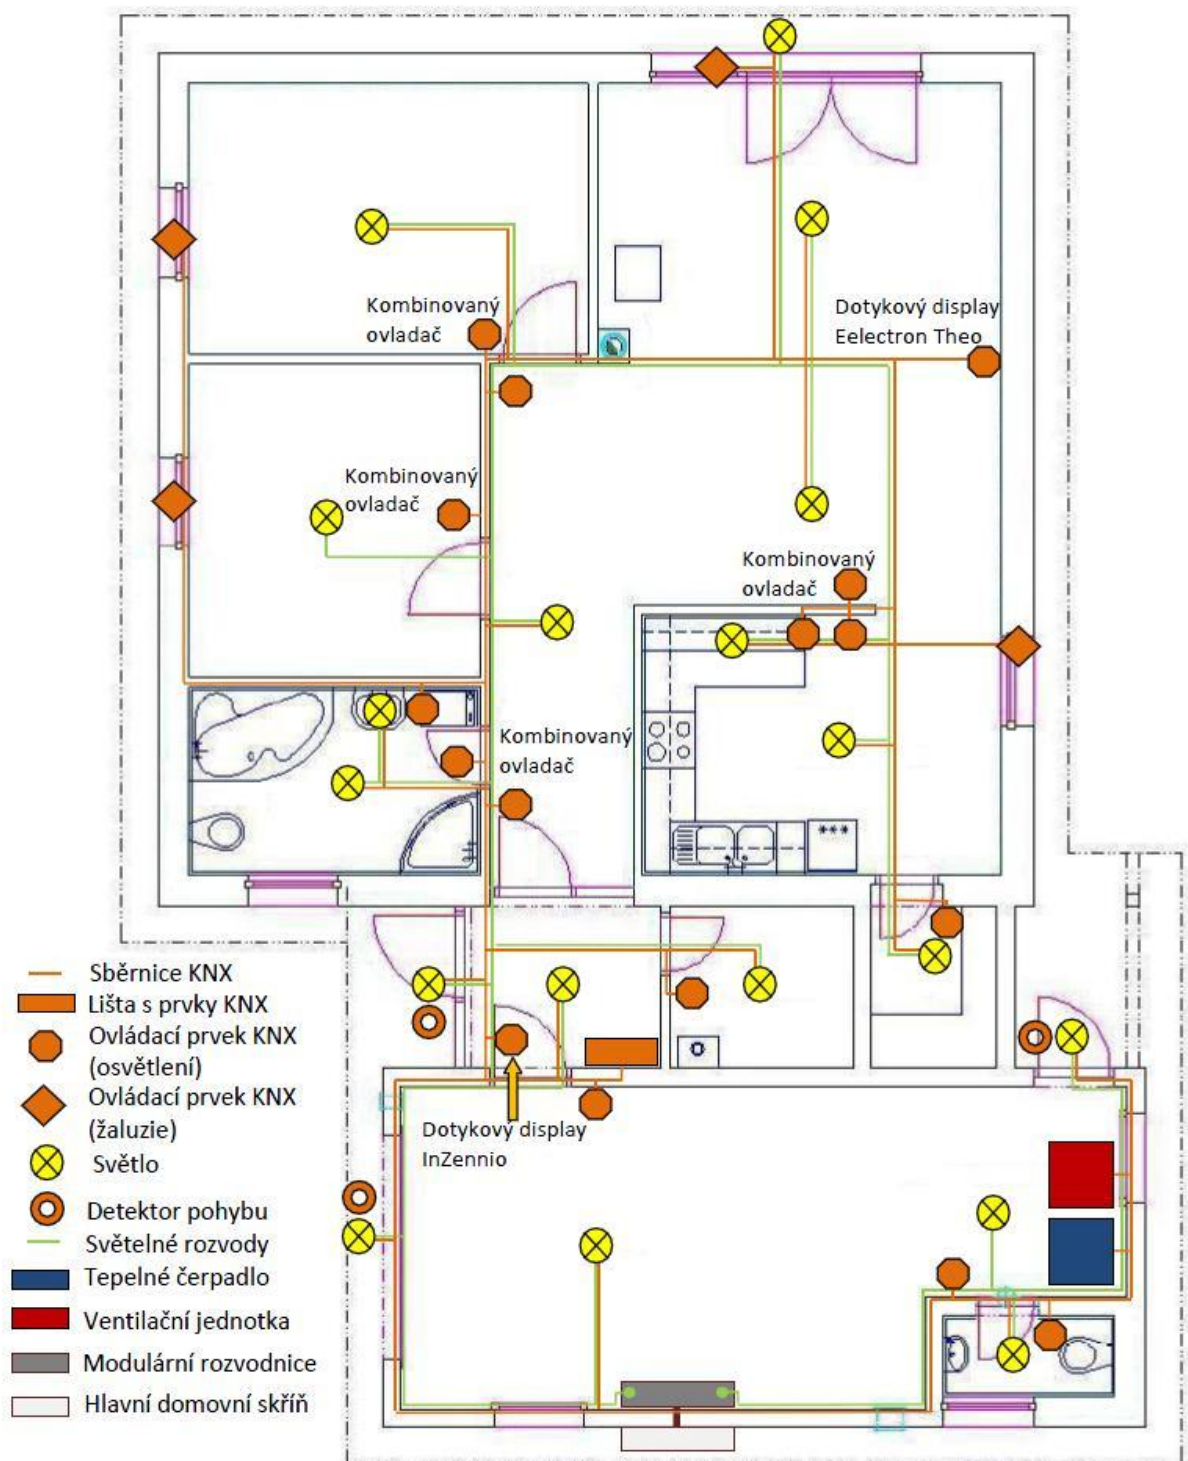 Kombinovaný
ovladač
Dotykový display
Eelectron Theo
Kombinovaný
ovladač
Kombinovaný
ovladač
Kombinovaný
ovladač
***
Dotykový display
InZennio
Sběrnice KNX
Lišta s prvky KNX
Ovládací prvek KNX
(osvětlení)
Ovládací prvek KNX
(žaluzie)
Světlo
Detektor pohybu
Světelné rozvody
Tepelné čerpadlo
Ventilační jednotka
Modulární rozvodnice
Hlavní domovní skříň